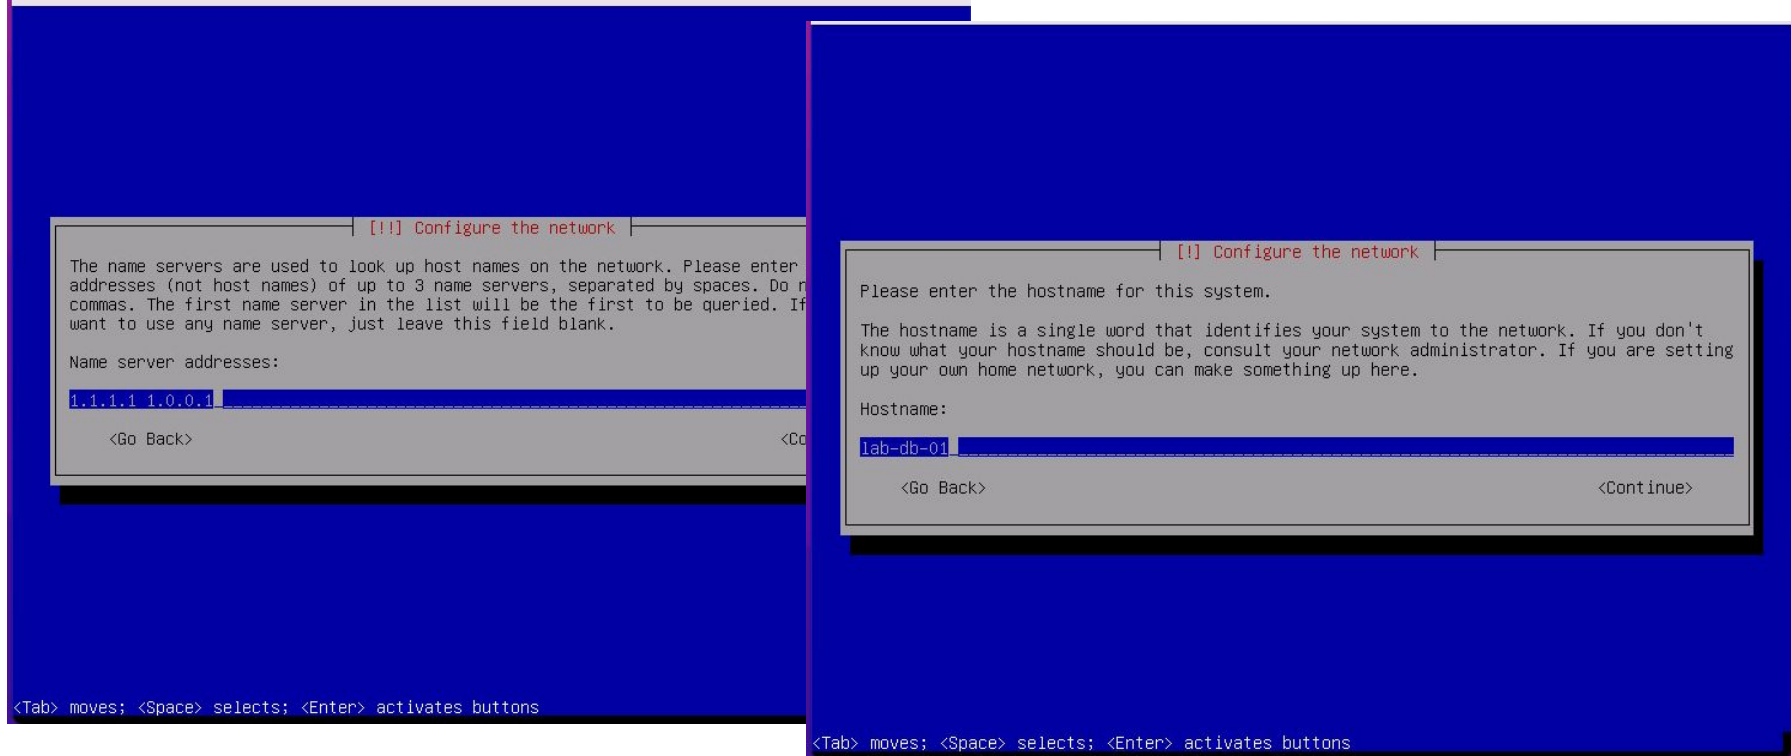 [!!] Configure the network
The name servers are used to look up host names on the network. Please enter
addresses (not host names) of up to 3 name servers, separated by spaces. Do
commas. The first name server in the list will be the first to be queried. If
want to use any name server, just leave this field blank.
Name server addresses:
1.1.1.1 1.0.0.1
<Go Back>
<Tab> moves; <Space> selects; <Enter> activates buttons
[!] Configure the network
Please enter the hostname for this system.
The hostname is a single word that identifies your system to the network. If you don't
know what your hostname should be, consult your network administrator. If you are setting
up your own home network, you can make something up here.
Hostname:
lab-db-01
<Go Back> <Continue>
<Tab> moves; <Space> selects; <Enter> activates buttons